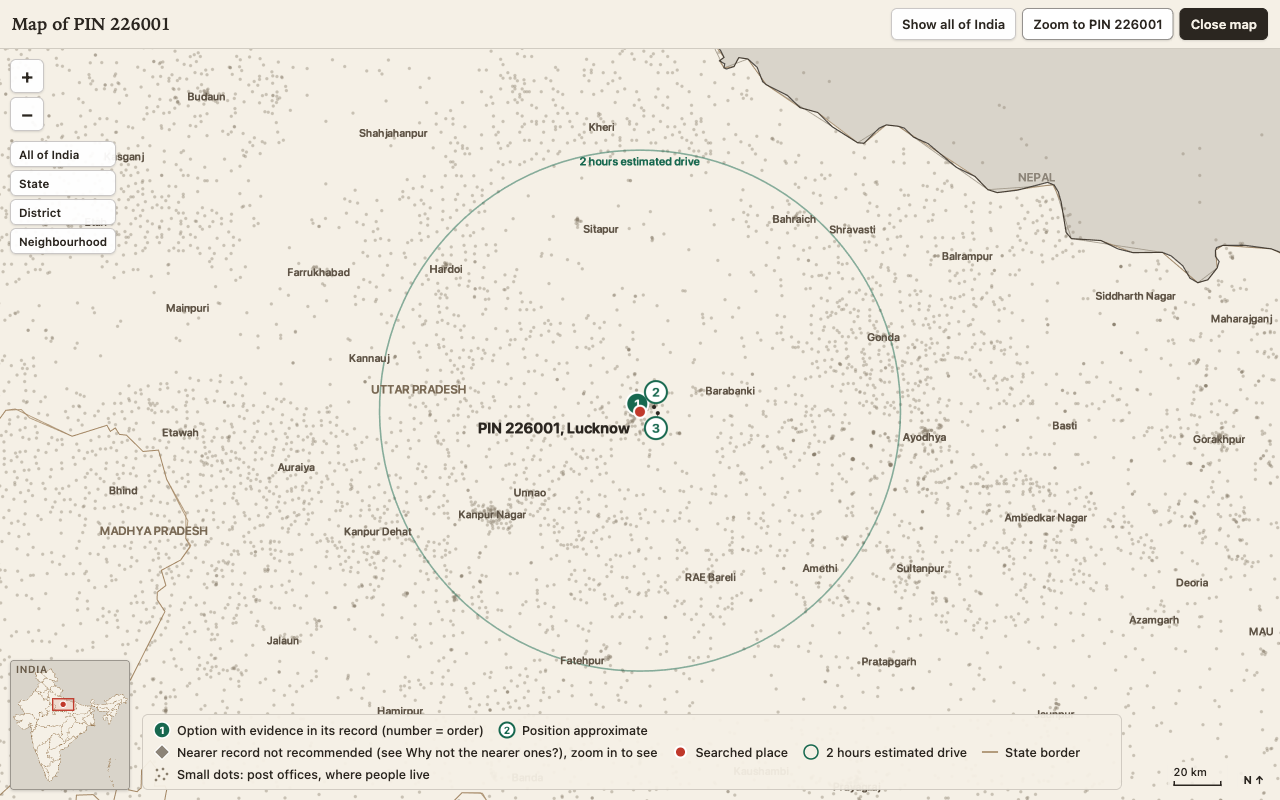 Map of PIN 226001
Show all of India
Zoom to PIN 226001
Close map
+
−
All of India
State
District
Neighbourhood
Budaun
Shahjahanpur
Kheri
2 hours estimated drive
NEPAL
Sitapur
Bahraich
Shravasti
Balrampur
Farrukhabad
Hardoi
Siddharth Nagar
Mainpuri
Maharajganj
Gonda
Kannauj
UTTAR PRADESH
Barabanki
1
2
3
PIN 226001, Lucknow
Etawah
Ayodhya
Basti
Gorakhpur
Auraiya
Bhind
Unnao
Kanpur Nagar
MADHYA PRADESH
Kanpur Dehat
Ambedkar Nagar
RAE Bareli
Amethi
Sultanpur
Deoria
Azamgarh
MAU
Jalaun
Fatehpur
Pratapgarh
Hamirpur
INDIA
1 Option with evidence in its record (number = order)
2 Position approximate
Nearer record not recommended (see Why not the nearer ones?), zoom in to see
Searched place
2 hours estimated drive
State border
Small dots: post offices, where people live
20 km
N ↑